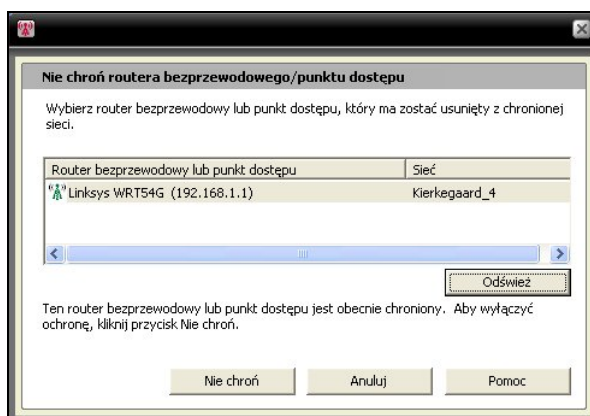 Nie chroń routera bezprzewodowego/punktu dostępu
Wybierz router bezprzewodowy lub punkt dostępu, który ma zostać usunięty z chronionej
sieci.
Router bezprzewodowy lub punkt dostępu Sieć
Linksys WRT54G (192.168.1.1) Kierkegaard_4
Odśwież
Ten router bezprzewodowy lub punkt dostępu jest obecnie chroniony. Aby wyłączyć
ochronę, kliknij przycisk Nie chroń.
Nie chroń Anuluj Pomoc